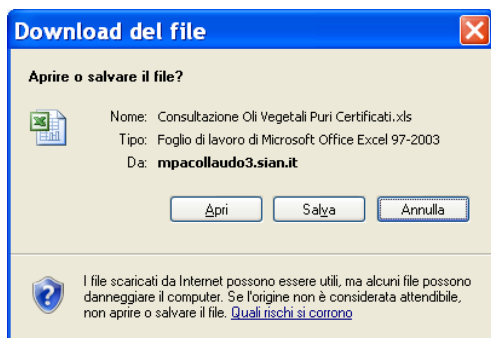 Download del file
Aprire o salvare il file?
Nome: Consultazione Oli Vegetali Puri Certificati.xls
Tipo: Foglio di lavoro di Microsoft Office Excel 97-2003
Da: mpacollaudo3.sian.it
Apri Salva Annulla
I file scaricati da Internet possono essere utili, ma alcuni file possono
danneggiare il computer. Se l'origine non è considerata attendibile,
non aprire o salvare il file. Quali rischi si corrono